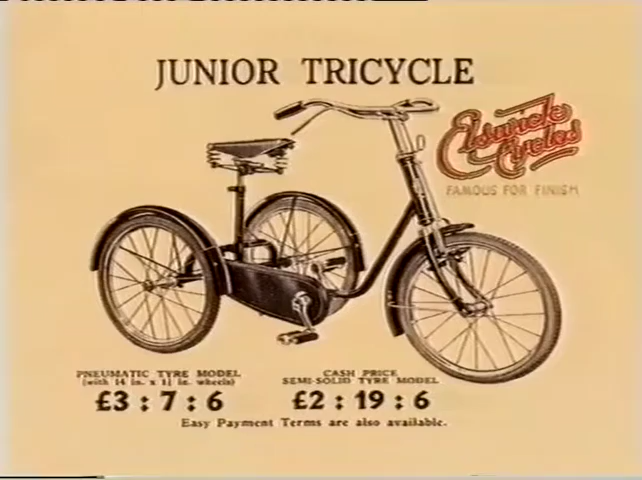 JUNIOR TRICYCLE
Elswick
Cycles
FAMOUS FOR FINISH
PNEUMATIC TYRE MODEL
(with 14 in. x 1¼ in. wheels)
£3 : 7 : 6
CASH PRICE
SEMI-SOLID TYRE MODEL
£2 : 19 : 6
Easy Payment Terms are also available.